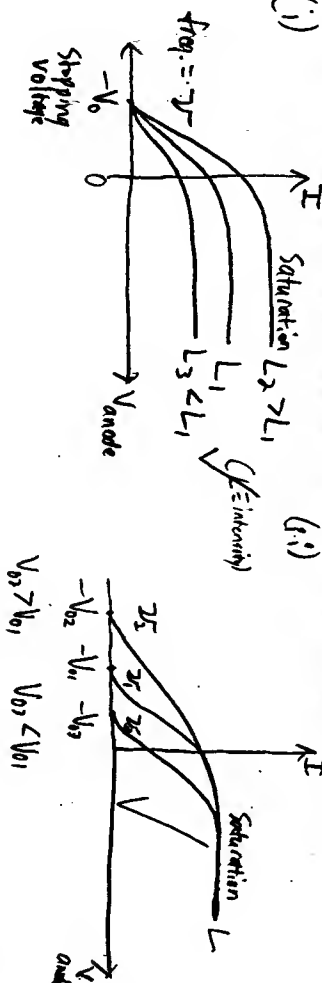 (i)
I
freq. = ν
Saturation L₂ > L₁
L₁
L₃ < L₁
-V₀
O
V anode
Stopping
voltage
(L ≡ intensity)
(ii)
I
ν₂
ν₁
ν₃
Saturation
L
-V₀₂ -V₀₁ -V₀₃
V
V₀₂ > V₀₁ V₀₃ < V₀₁